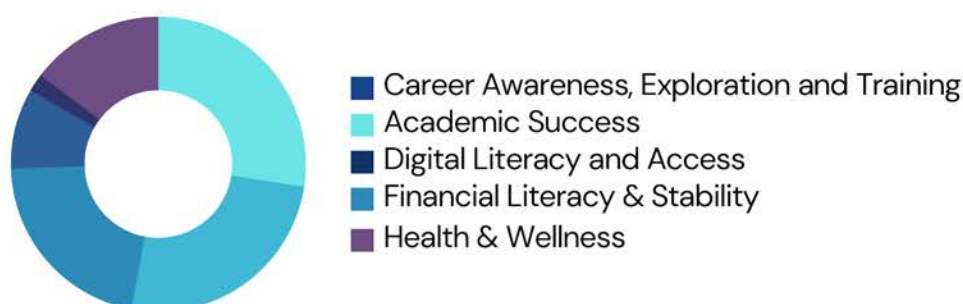 Career Awareness, Exploration and Training
Academic Success
Digital Literacy and Access
Financial Literacy & Stability
Health & Wellness